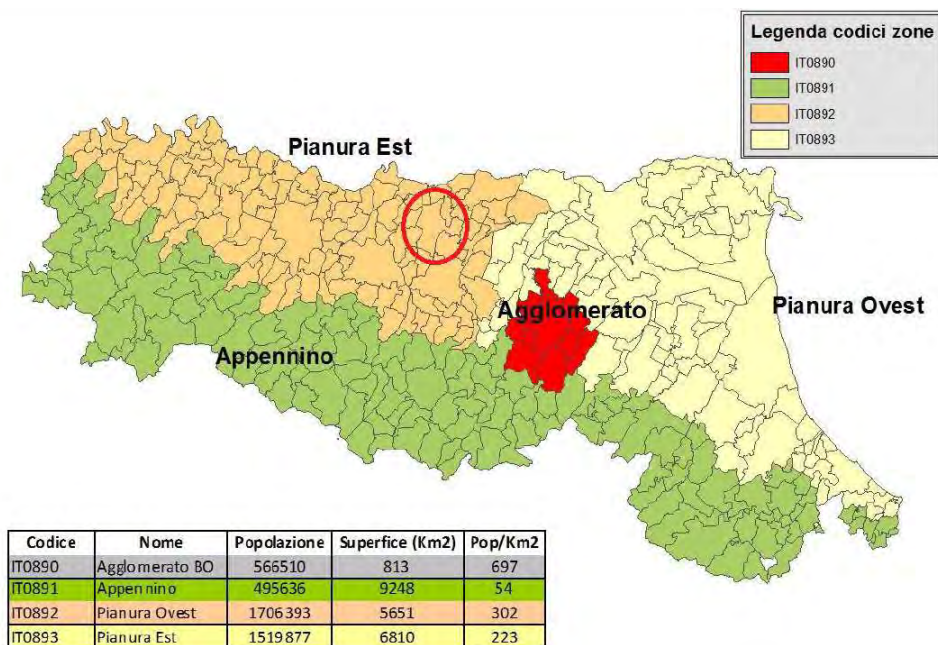 Legenda codici zone
IT0890
IT0891
IT0892
IT0893
Pianura Est
Agglomerato
Pianura Ovest
Appennino
Codice Nome Popolazione Superfice (Km2) Pop/Km2
IT0890 Agglomerato BO 566510 813 697
IT0891 Appennino 495636 9248 54
IT0892 Pianura Ovest 1706393 5651 302
IT0893 Pianura Est 1519877 6810 223